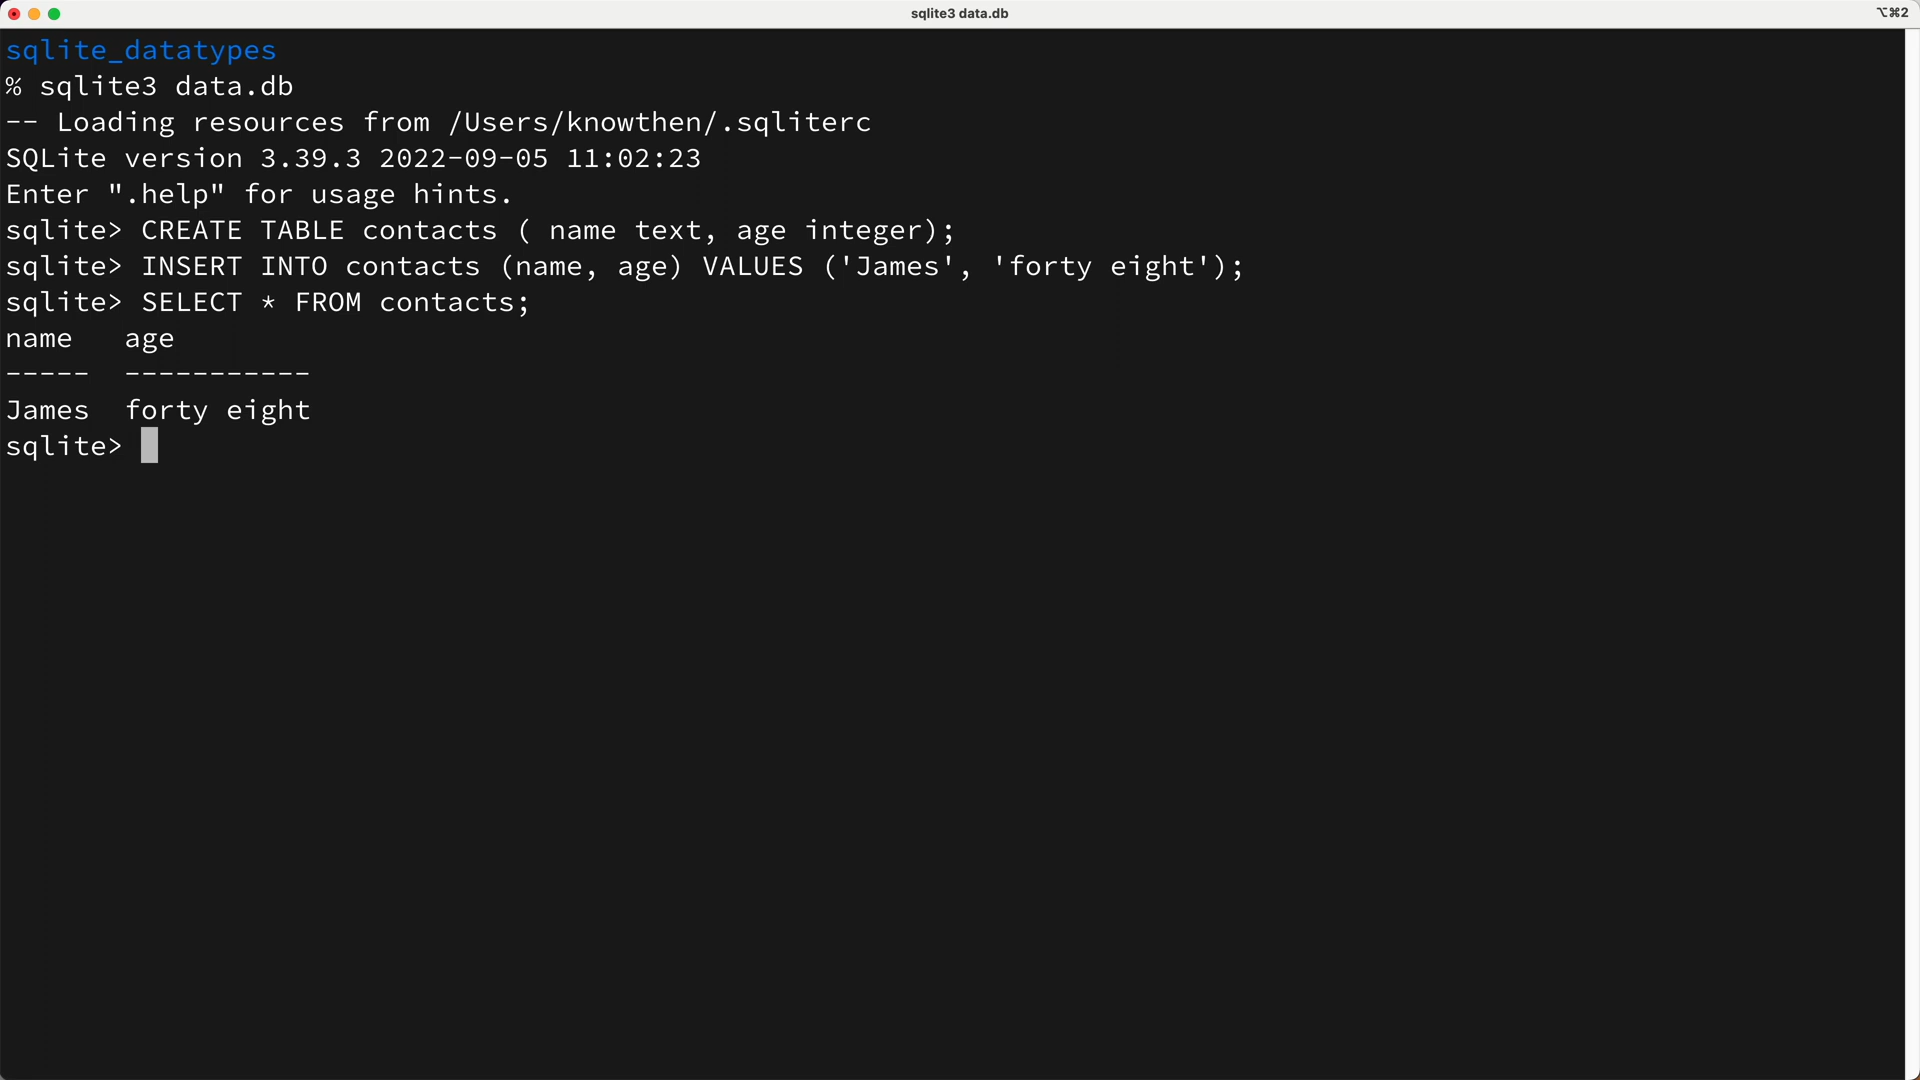 sqlite3 data.db
⌥⌘2
sqlite_datatypes
% sqlite3 data.db
-- Loading resources from /Users/knowthen/.sqliterc
SQLite version 3.39.3 2022-09-05 11:02:23
Enter ".help" for usage hints.
sqlite> CREATE TABLE contacts ( name text, age integer);
sqlite> INSERT INTO contacts (name, age) VALUES ('James', 'forty eight');
sqlite> SELECT * FROM contacts;
name   age
-----  -----------
James  forty eight
sqlite>